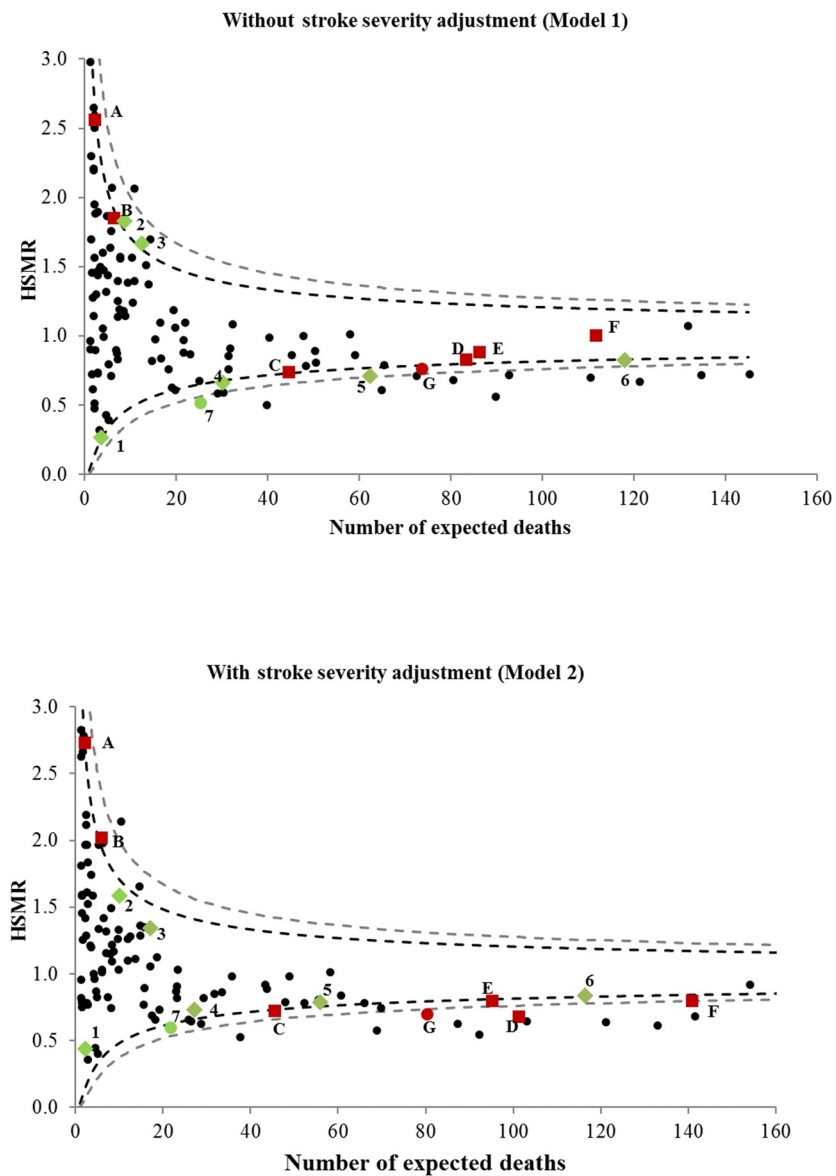 Without stroke severity adjustment (Model 1)
3.0
A
2.5
2.0
B
2
3
HSMR
1.5
F
1.0
D
E
C
4
G
5
6
0.5
7
1
0.0
0 20 40 60 80 100 120 140 160
Number of expected deaths
With stroke severity adjustment (Model 2)
3.0
A
2.5
2.0
B
2
HSMR
1.5
3
1.0
E
6
5
4
F
C
7
G
D
1
0.5
0.0
0 20 40 60 80 100 120 140 160
Number of expected deaths